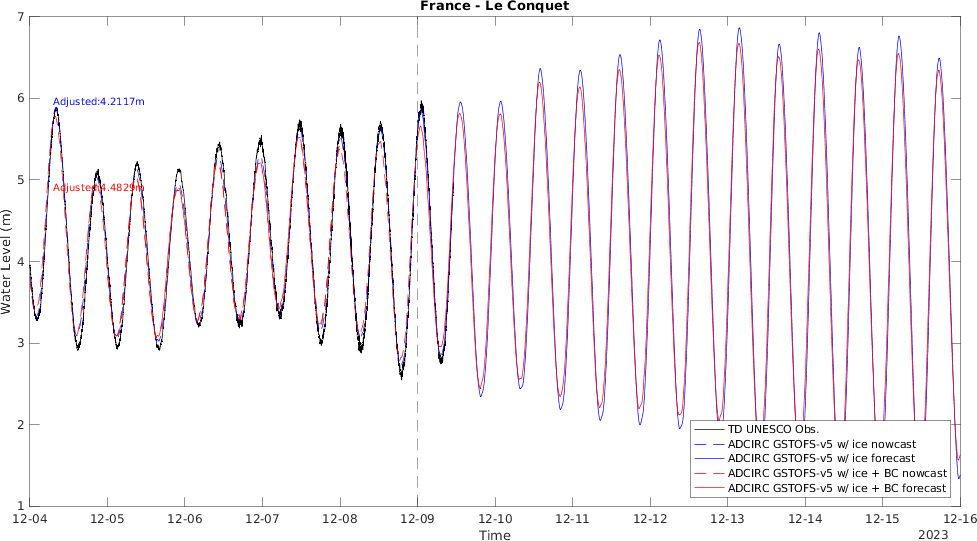 France - Le Conquet
7
6
5
4
3
2
1
Water Level (m)
Adjusted:4.2117m
Adjusted:4.4829m
TD UNESCO Obs.
ADCIRC GSTOFS-v5 w/ ice nowcast
ADCIRC GSTOFS-v5 w/ ice forecast
ADCIRC GSTOFS-v5 w/ ice + BC nowcast
ADCIRC GSTOFS-v5 w/ ice + BC forecast
12-04 12-05 12-06 12-07 12-08 12-09 12-10 12-11 12-12 12-13 12-14 12-15 12-16
Time
2023